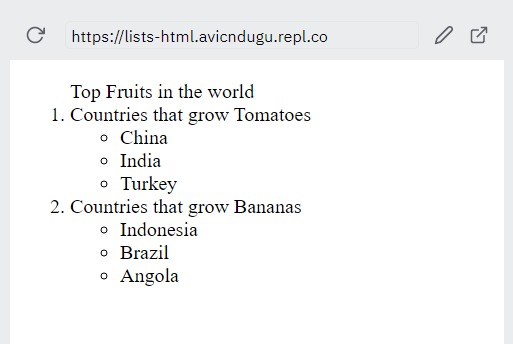 https://lists-html.avicndugu.repl.co
Top Fruits in the world
1. Countries that grow Tomatoes
China
India
Turkey
2. Countries that grow Bananas
Indonesia
Brazil
Angola